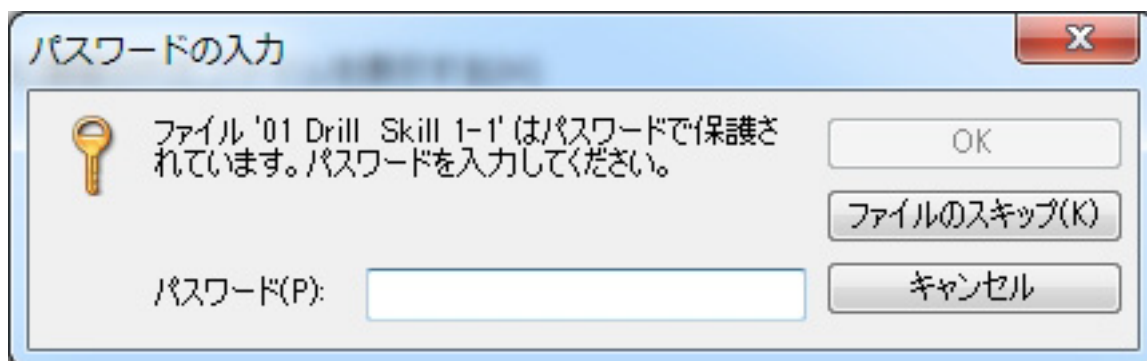 パスワードの入力
ファイル '01 Drill Skill 1-1' はパスワードで保護さ
れています。パスワードを入力してください。
OK
ファイルのスキップ(K)
パスワード(P):
キャンセル